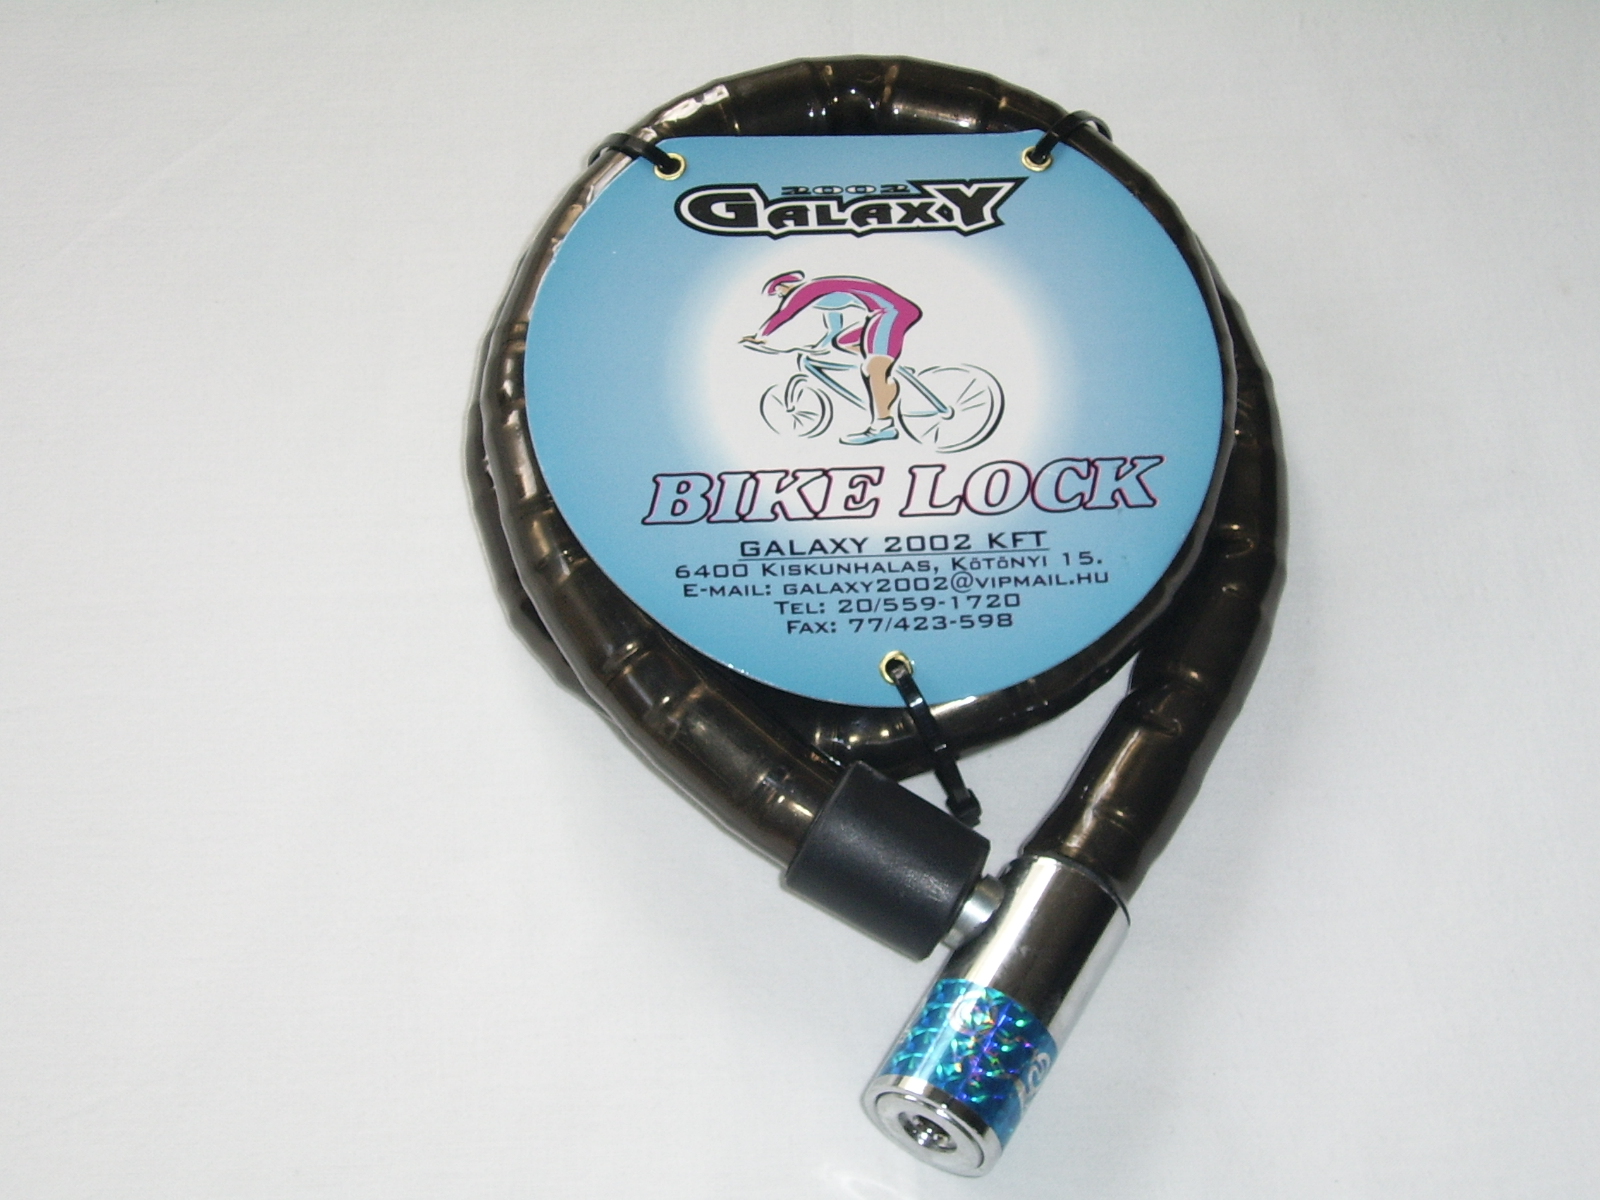 2002
GALAXY
BIKE LOCK
GALAXY 2002 KFT
6400 KISKUNHALAS, KÖTÖNYI 15.
E-MAIL: GALAXY2002@VIPMAIL.HU
TEL: 20/559-1720
FAX: 77/423-598